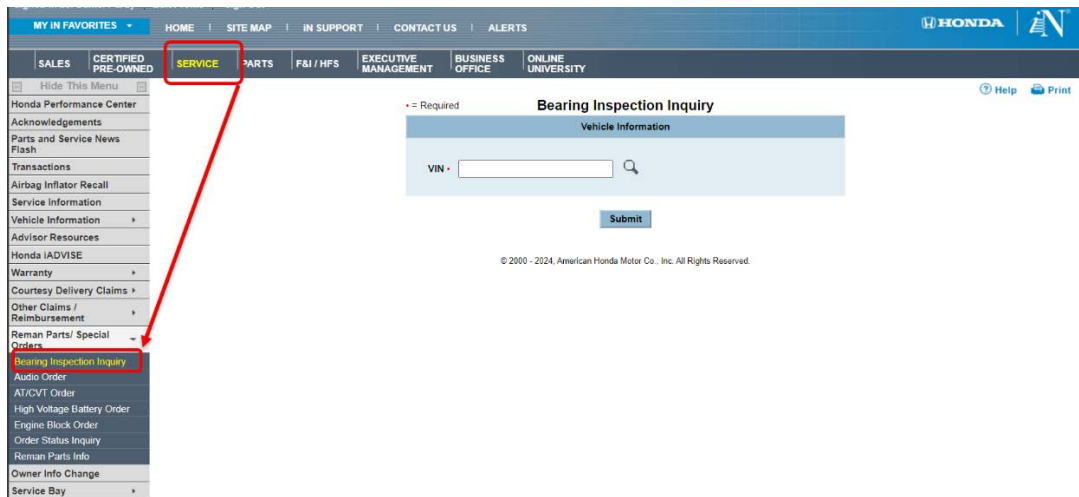 MY iN FAVORITES
HOME | SITE MAP | iN SUPPORT | CONTACT US | ALERTS
HONDA iN
SALES
CERTIFIED
PRE-OWNED
SERVICE
PARTS
F&I / HFS
EXECUTIVE
MANAGEMENT
BUSINESS
OFFICE
ONLINE
UNIVERSITY
Hide This Menu
Honda Performance Center
Acknowledgements
Parts and Service News
Flash
Transactions
Airbag Inflator Recall
Service Information
Vehicle Information
Advisor Resources
Honda iADVISE
Warranty
Courtesy Delivery Claims
Other Claims /
Reimbursement
Reman Parts/ Special
Orders
Bearing Inspection Inquiry
Audio Order
AT/CVT Order
High Voltage Battery Order
Engine Block Order
Order Status Inquiry
Reman Parts Info
Owner Info Change
Service Bay
? Help Print
• = Required
Bearing Inspection Inquiry
Vehicle Information
VIN •
Submit
© 2000 - 2024, American Honda Motor Co., Inc. All Rights Reserved.